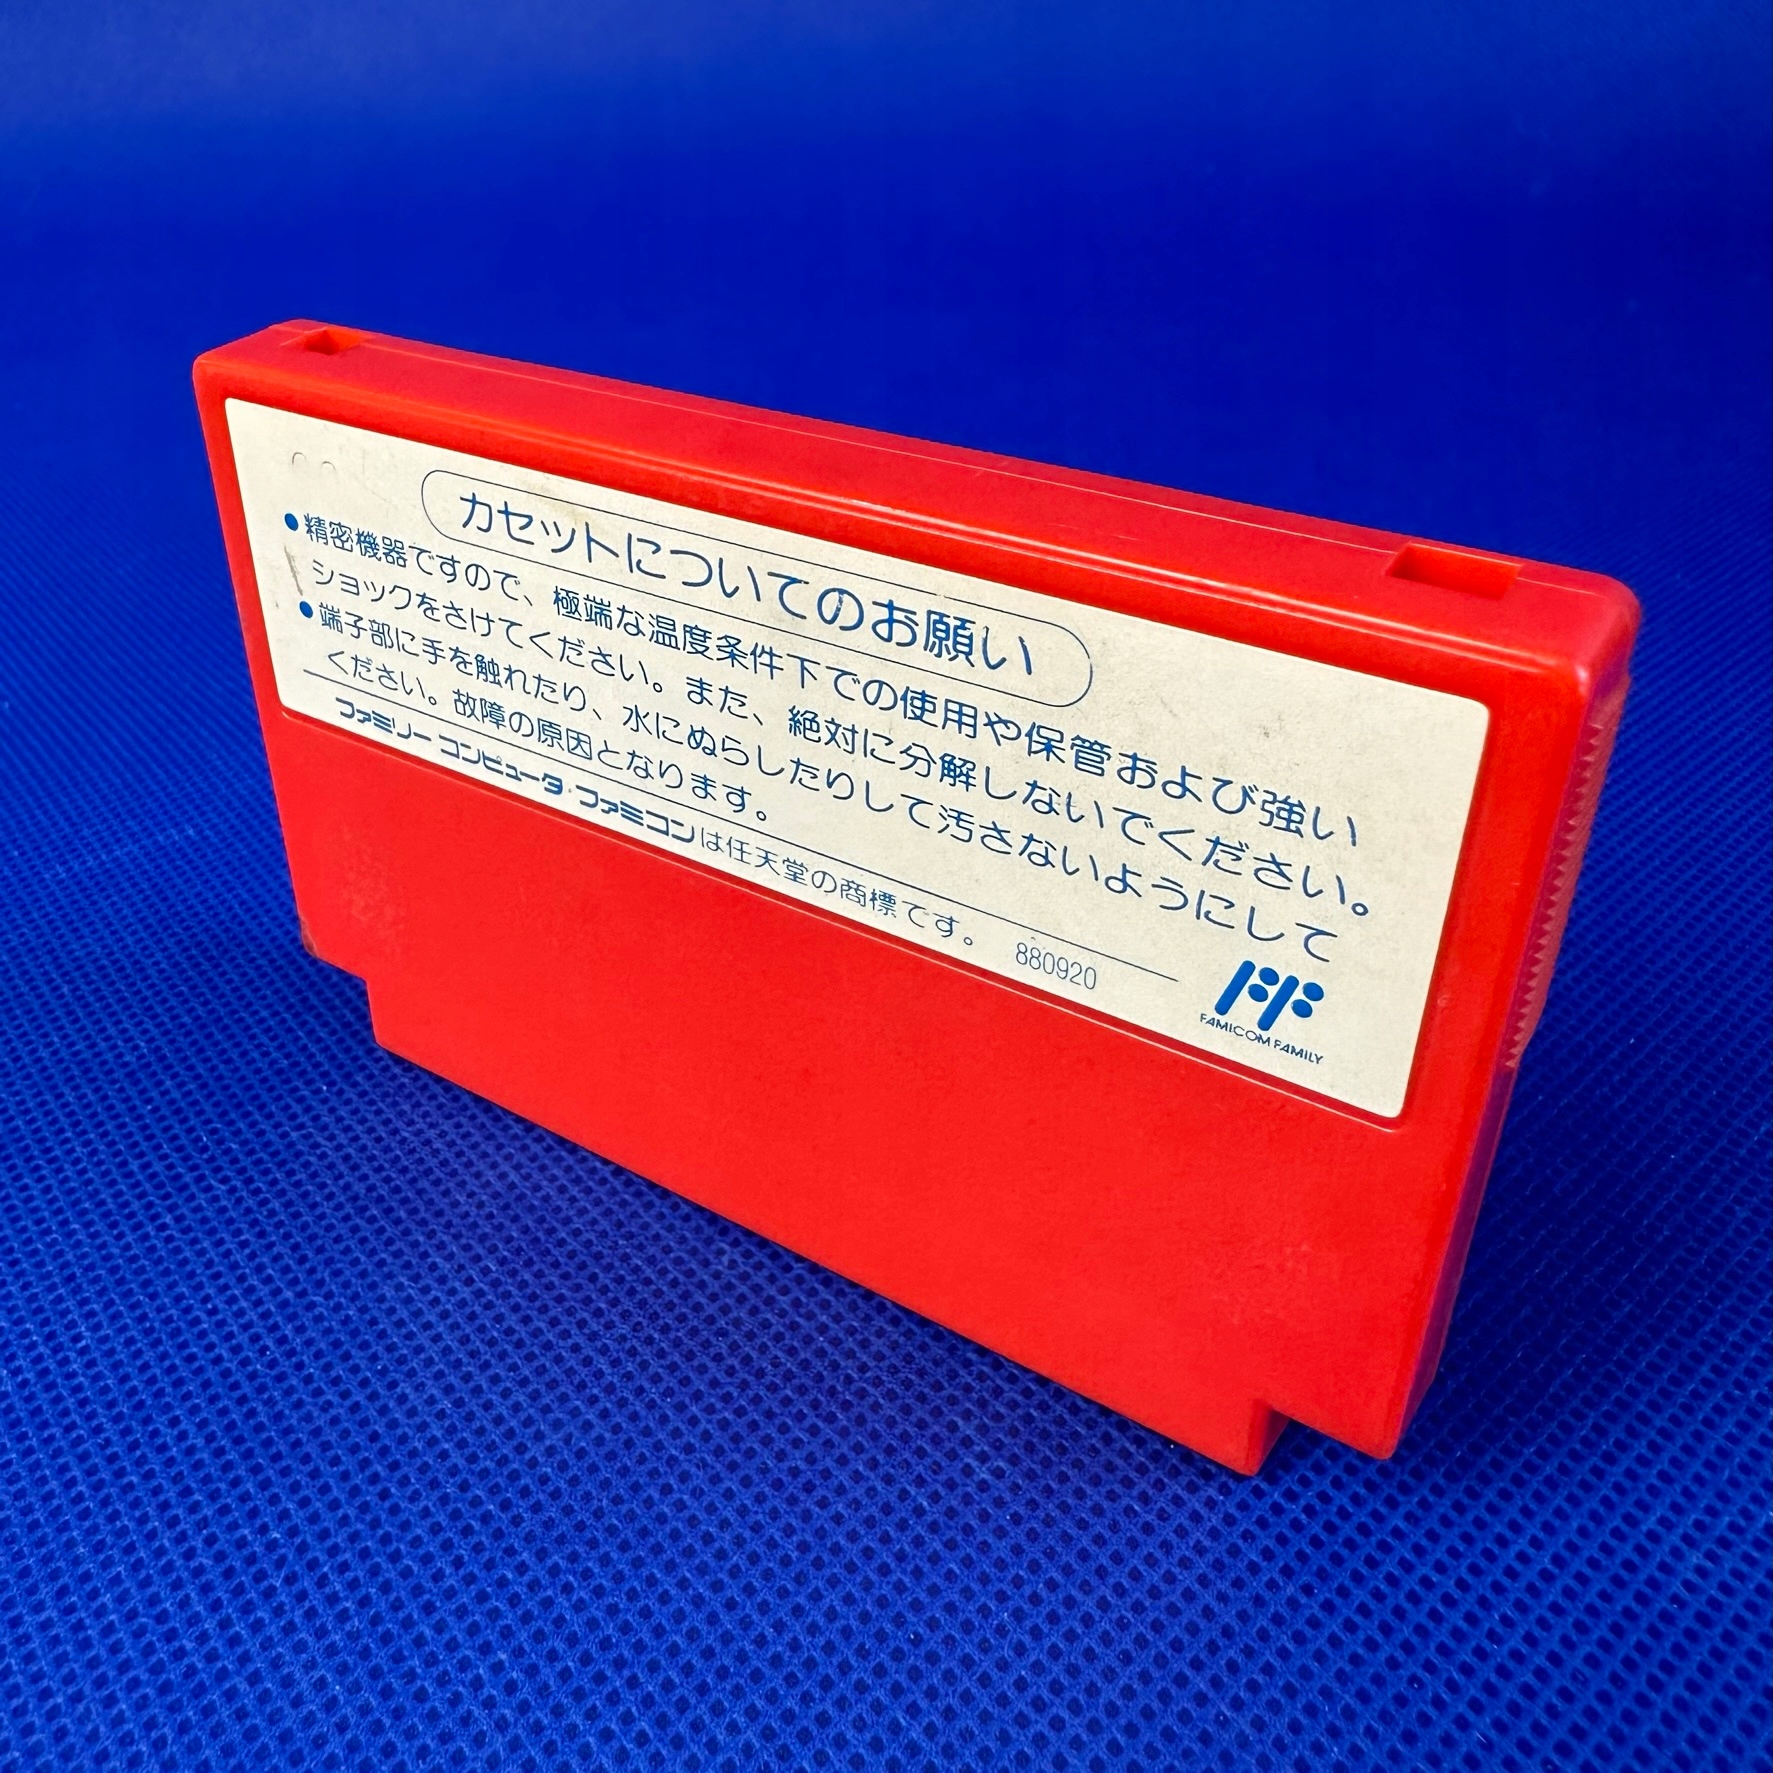 カセットについてのお願い
●精密機器ですので、極端な温度条件下での使用や保管および強い
ショックをさけてください。また、絶対に分解しないでください。
●端子部に手を触れたり、水にぬらしたりして汚さないようにして
ください。故障の原因となります。
ファミリーコンピュータ・ファミコンは任天堂の商標です。
880920
FF
FAMICOM FAMILY